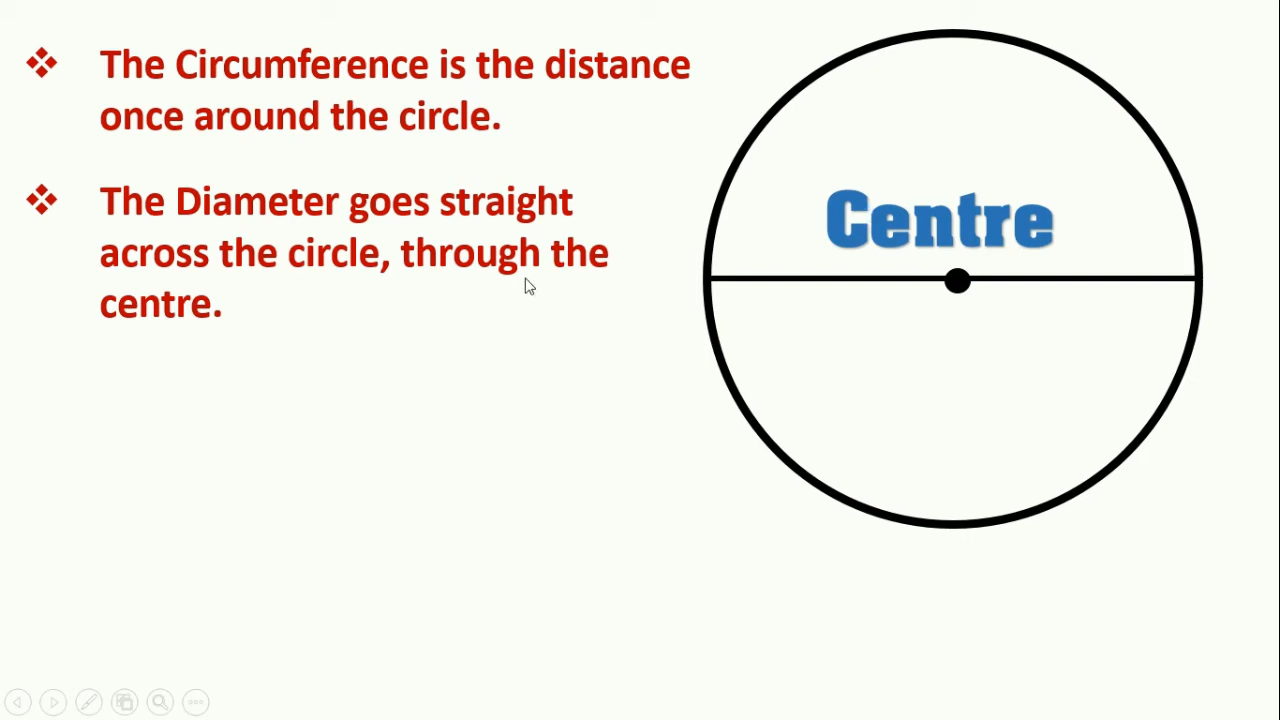 ❖ The Circumference is the distance
once around the circle.
❖ The Diameter goes straight
across the circle, through the
centre.
Centre